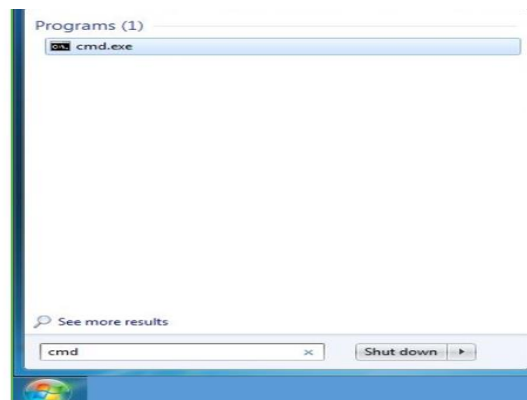 Programs (1)
cmd.exe
See more results
cmd
Shut down